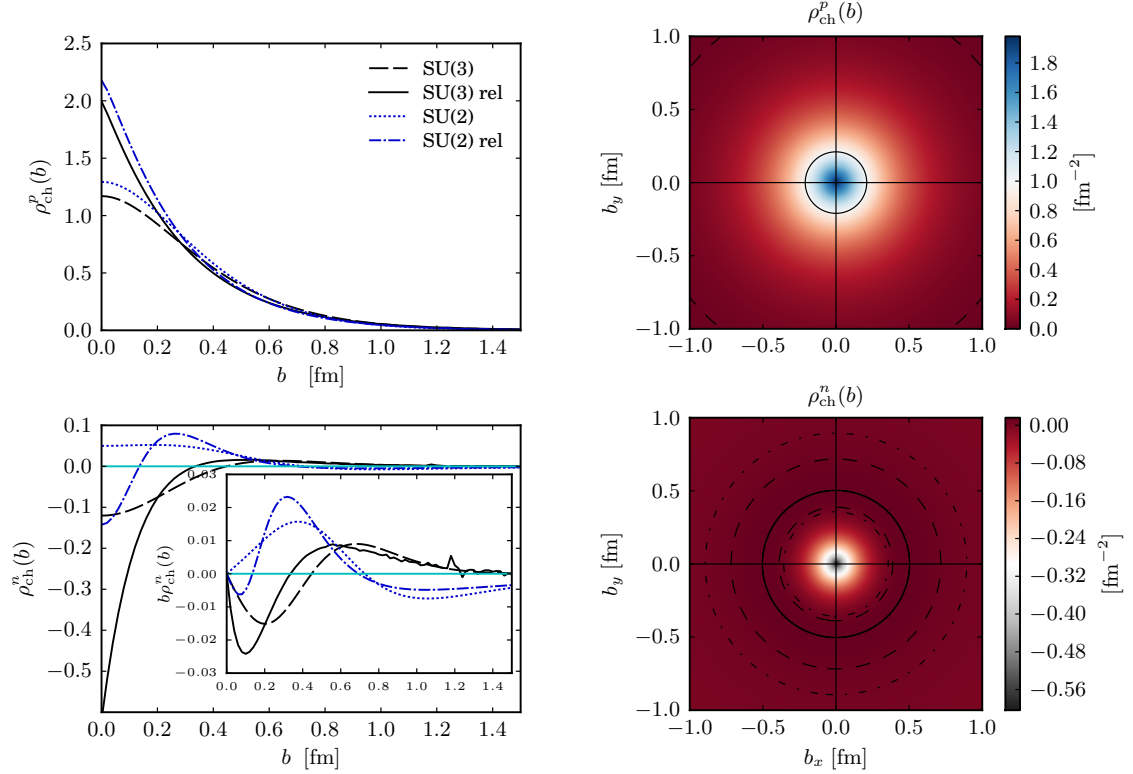 2.5
2.0
1.5
1.0
0.5
0.0
ρ^p_ch(b)
SU(3)
SU(3) rel
SU(2)
SU(2) rel
0.0 0.2 0.4 0.6 0.8 1.0 1.2 1.4
b [fm]
ρ^p_ch(b)
1.0
0.5
0.0
−0.5
−1.0
b_y [fm]
−1.0 −0.5 0.0 0.5 1.0
1.8
1.6
1.4
1.2
1.0
0.8
0.6
0.4
0.2
0.0
[fm^−2]
0.1
0.0
−0.1
−0.2
−0.3
−0.4
−0.5
ρ^n_ch(b)
0.0 0.2 0.4 0.6 0.8 1.0 1.2 1.4
b [fm]
0.03
0.02
0.01
0.00
−0.01
−0.02
−0.03
bρ^n_ch(b)
0.0 0.2 0.4 0.6 0.8 1.0 1.2 1.4
ρ^n_ch(b)
1.0
0.5
0.0
−0.5
−1.0
b_y [fm]
−1.0 −0.5 0.0 0.5 1.0
b_x [fm]
0.00
−0.08
−0.16
−0.24
−0.32
−0.40
−0.48
−0.56
[fm^−2]